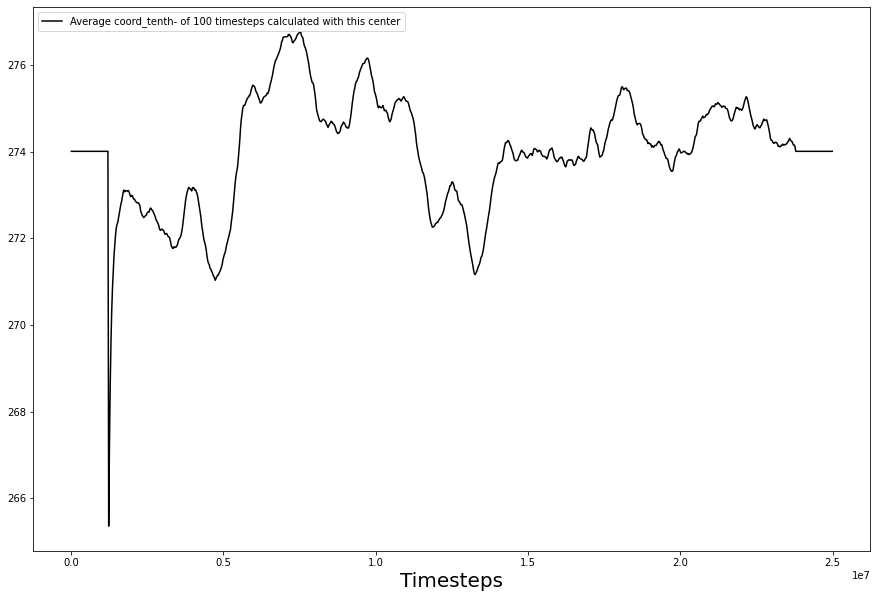 Average coord_tenth- of 100 timesteps calculated with this center
276
274
272
270
268
266
0.0 0.5 1.0 1.5 2.0 2.5
1e7
Timesteps